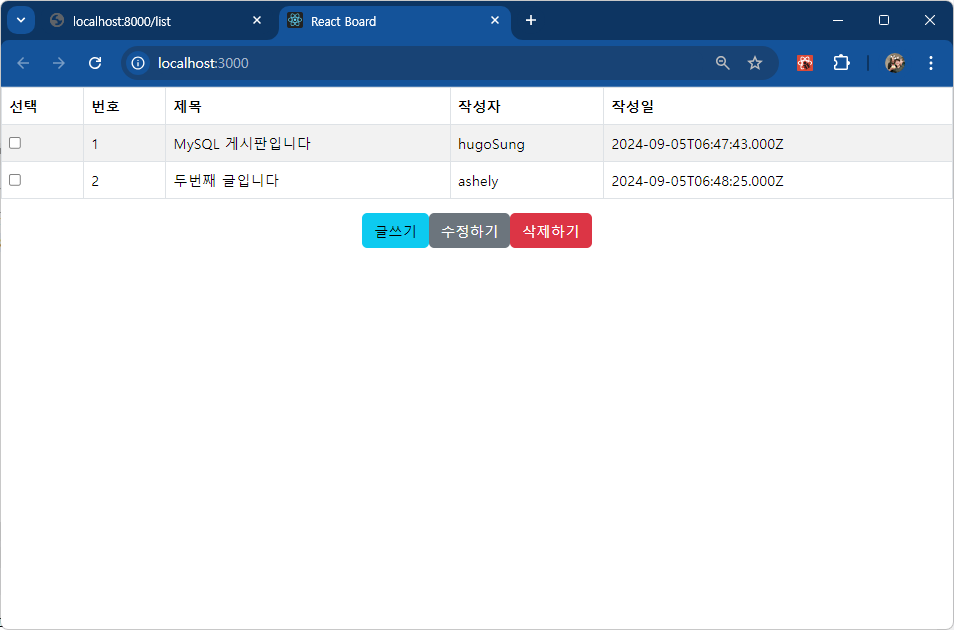 localhost:8000/list React Board
localhost:3000
선택 번호 제목 작성자 작성일
1 MySQL 게시판입니다 hugoSung 2024-09-05T06:47:43.000Z
2 두번째 글입니다 ashely 2024-09-05T06:48:25.000Z
글쓰기 수정하기 삭제하기